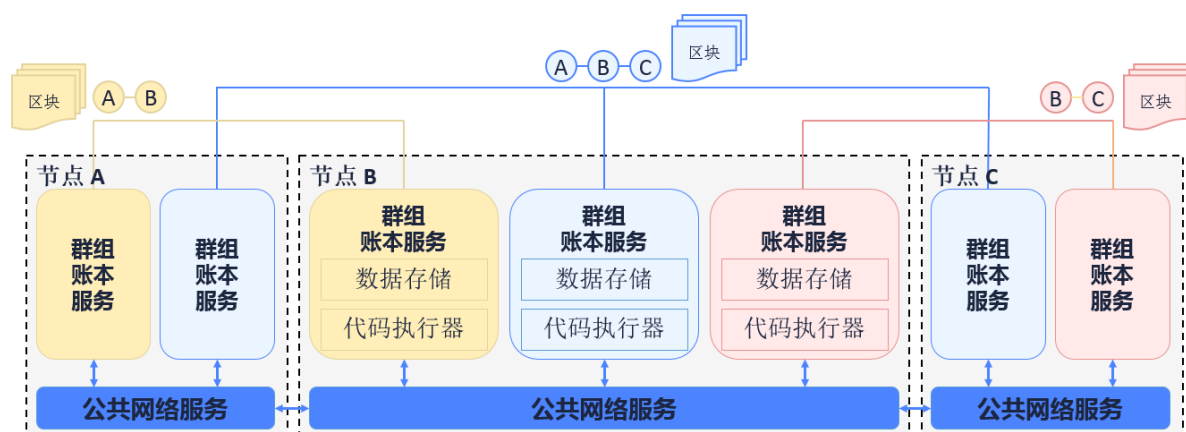 区块
A
B
A
B
C
区块
B
C
区块
节点 A
群组
账本
服务
群组
账本
服务
公共网络服务
节点 B
群组
账本服务
数据存储
代码执行器
群组
账本服务
数据存储
代码执行器
群组
账本服务
数据存储
代码执行器
公共网络服务
节点 C
群组
账本
服务
群组
账本
服务
公共网络服务